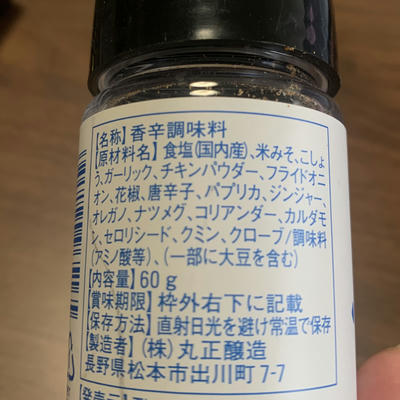 【名称】香辛調味料
【原材料名】食塩(国内産)、米みそ、こしょ
う、ガーリック、チキンパウダー、フライドオニ
オン、花椒、唐辛子、パプリカ、ジンジャー、
オレガノ、ナツメグ、コリアンダー、カルダモ
ン、セロリシード、クミン、クローブ/調味料
(アミノ酸等)、(一部に大豆を含む)
【内容量】60g
【賞味期限】枠外右下に記載
【保存方法】直射日光を避け常温で保存
【製造者】(株)丸正醸造
長野県松本市出川町7-7